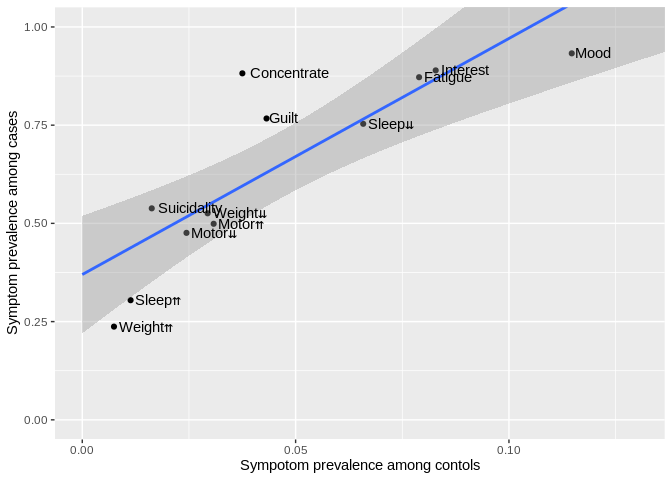 1.00
Mood
Interest
Concentrate
Fatigue
Guilt
0.75
Sleep⇊
Suicidality
Weight⇊
0.50
Motor⇈
Motor⇊
Sleep⇈
0.25
Weight⇈
0.00
0.00
0.05
0.10
Symptom prevalence among cases
Sympotom prevalence among contols